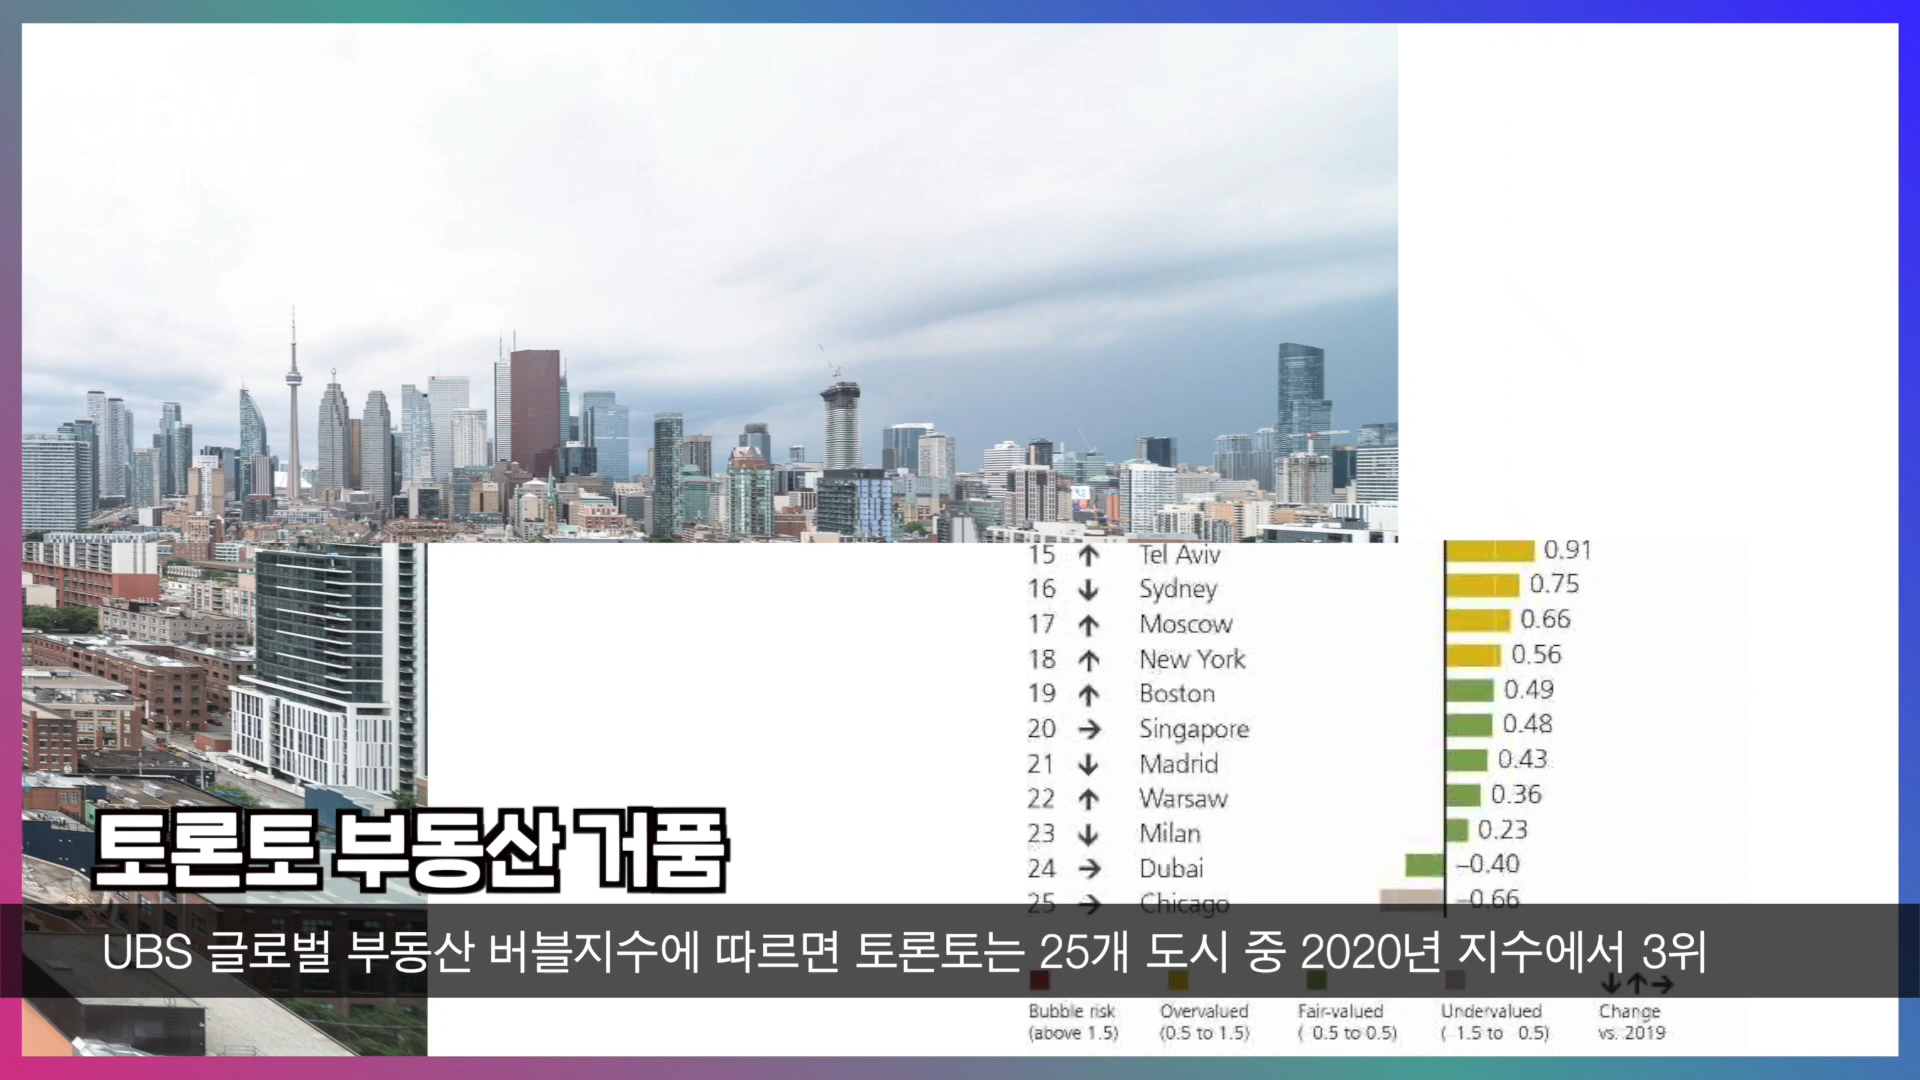 CBM
CHANNEL
15 ↑ Tel Aviv 0.91
16 ↓ Sydney 0.75
17 ↑ Moscow 0.66
18 ↑ New York 0.56
19 ↑ Boston 0.49
20 → Singapore 0.48
21 ↓ Madrid 0.43
22 ↑ Warsaw 0.36
23 ↓ Milan 0.23
24 → Dubai –0.40
25 → Chicago –0.66
토론토 부동산 거품
UBS 글로벌 부동산 버블지수에 따르면 토론토는 25개 도시 중 2020년 지수에서 3위
↓↑→
Bubble risk Overvalued Fair-valued Undervalued Change
(above 1.5) (0.5 to 1.5) ( 0.5 to 0.5) ( 1.5 to 0.5) vs. 2019